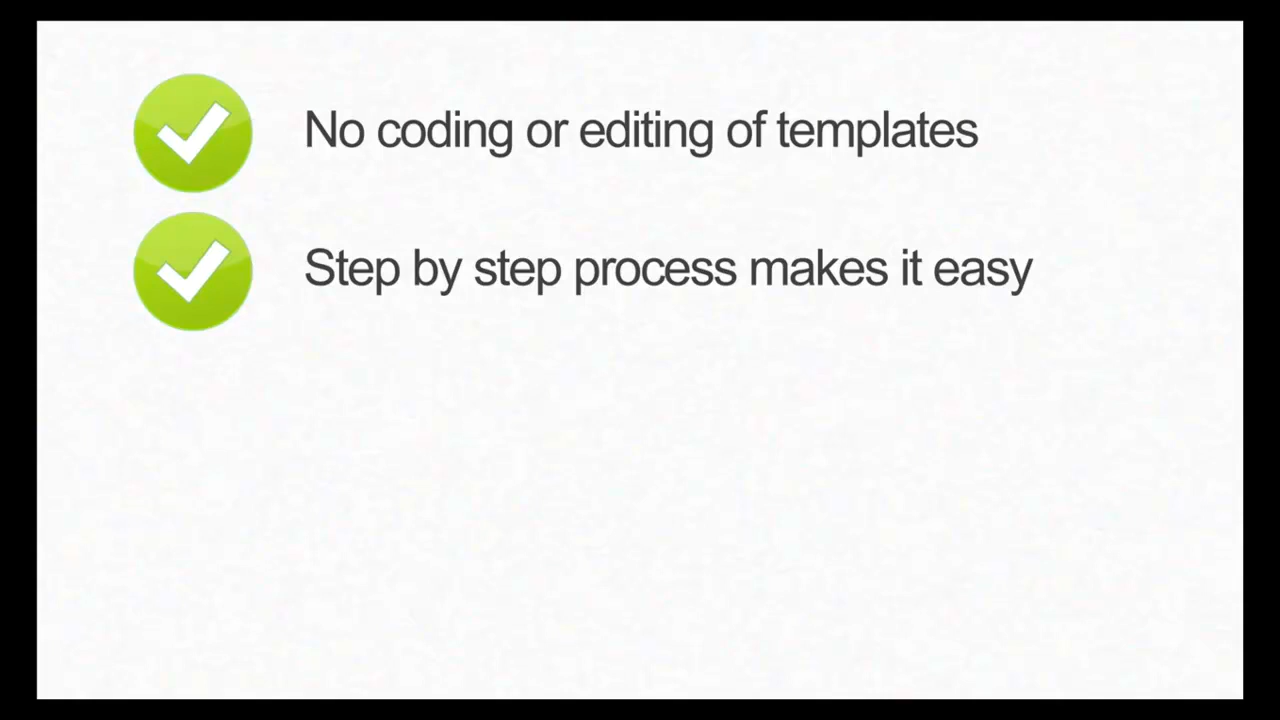 No coding or editing of templates
Step by step process makes it easy